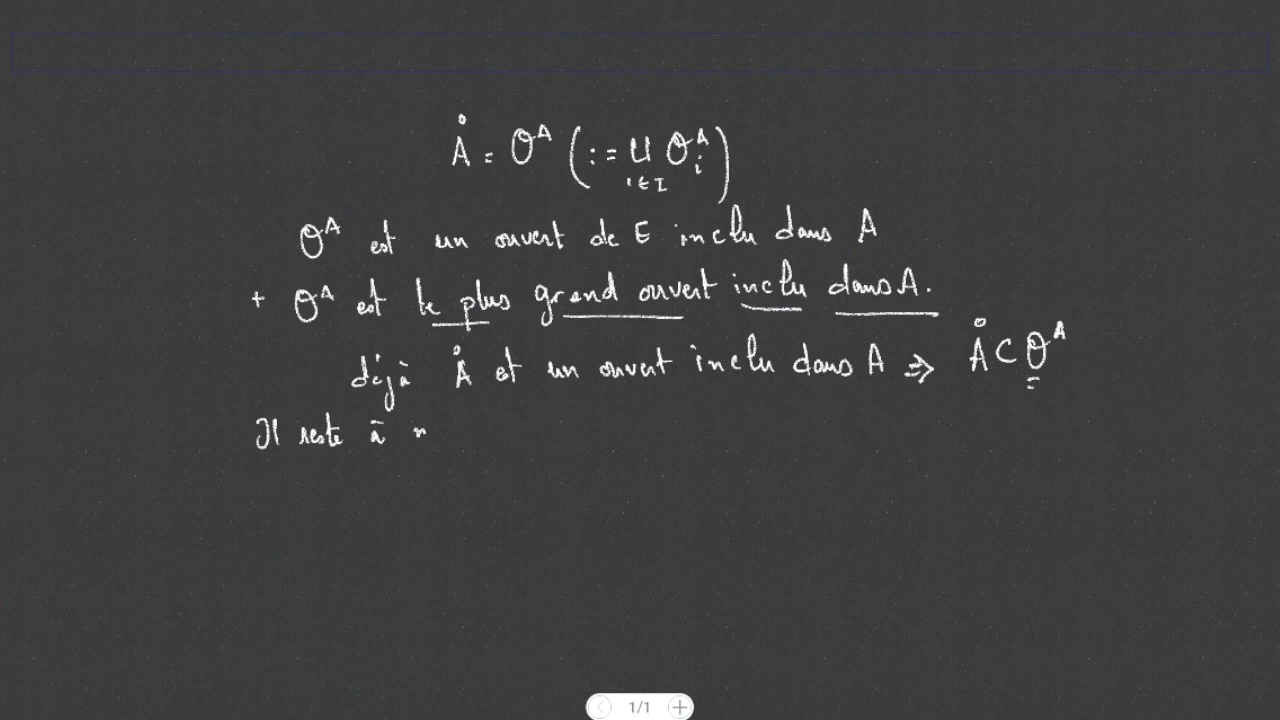 Å = O^A ( := ⋃_{i ∈ I} O_i^A )
O^A est un ouvert de E inclu dans A
+ O^A est le plus grand ouvert inclu dans A.
déjà Å et un ouvert inclu dans A ⇒ Å ⊂ O^A
Il reste à m
1/1